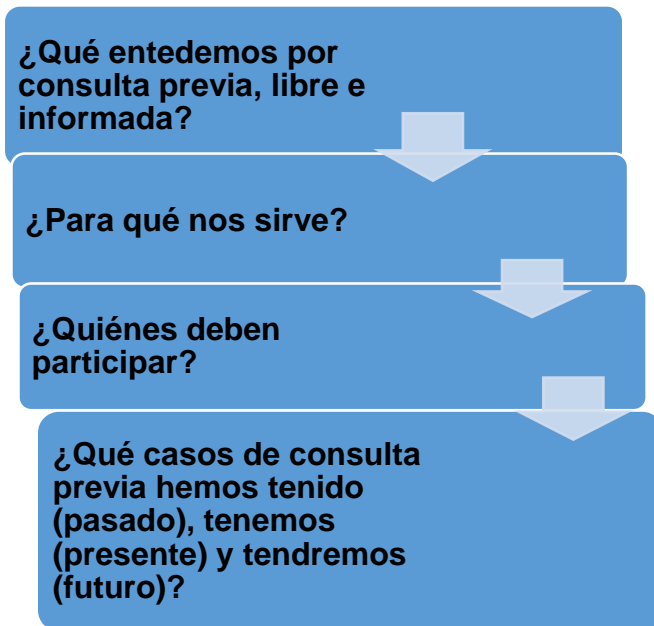 ¿Qué entedemos por
consulta previa, libre e
informada?
¿Para qué nos sirve?
¿Quiénes deben
participar?
¿Qué casos de consulta
previa hemos tenido
(pasado), tenemos
(presente) y tendremos
(futuro)?